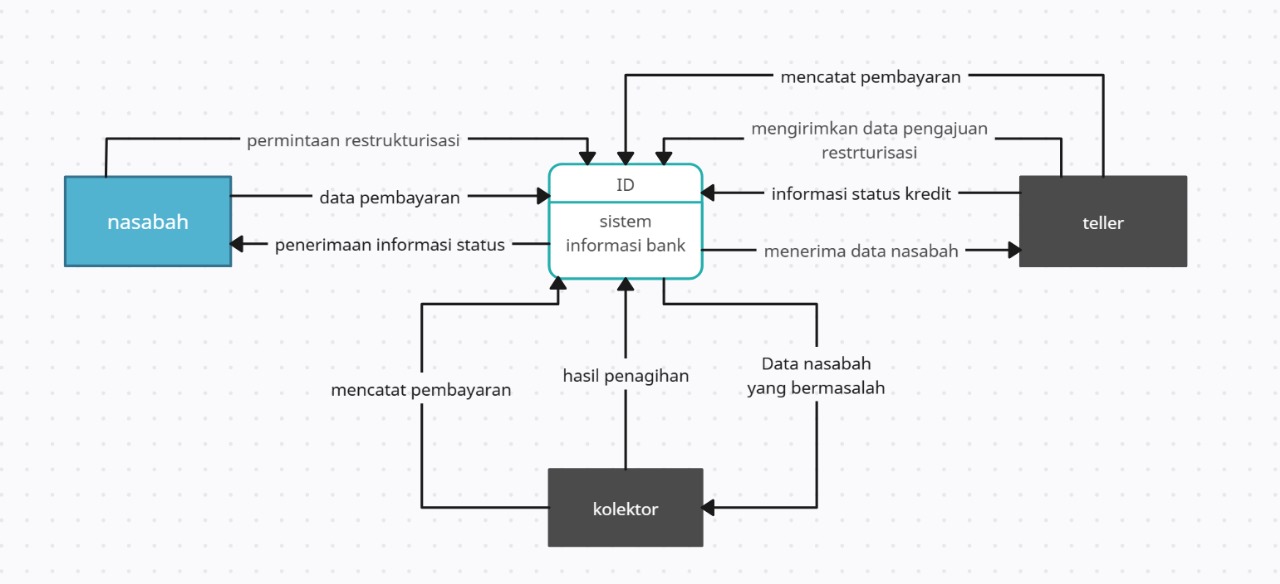 mencatat pembayaran
mengirimkan data pengajuan
restrturisasi
permintaan restrukturisasi
ID
data pembayaran
informasi status kredit
nasabah
sistem
informasi bank
teller
penerimaan informasi status
menerima data nasabah
Data nasabah
yang bermasalah
hasil penagihan
mencatat pembayaran
kolektor